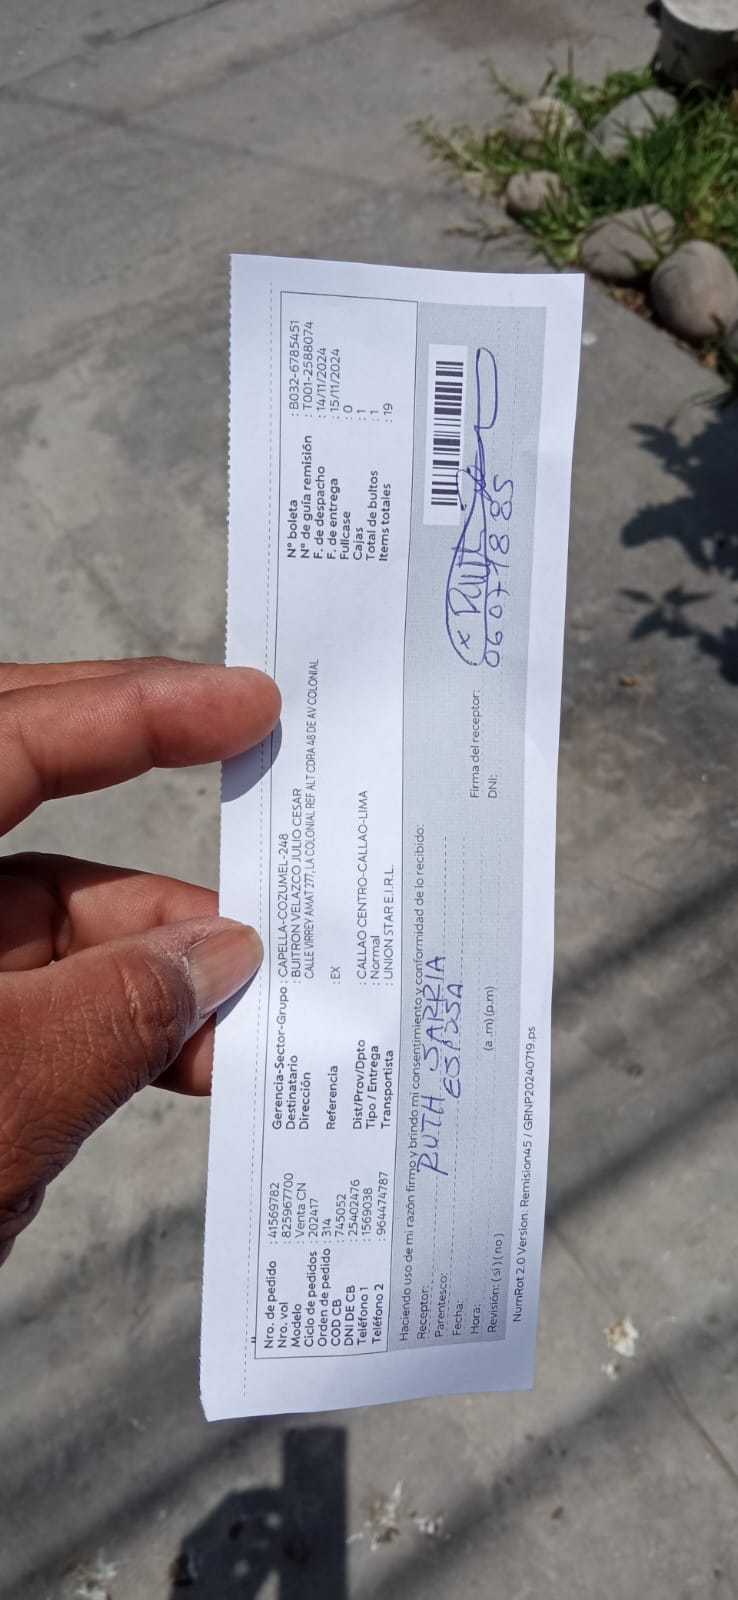 Nro. de pedido : 41569782
Nro. vol : 825967700
Modelo : Venta CN
Ciclo de pedidos : 202417
Orden de pedido : 314
COD CB : 745052
DNI DE CB : 25402476
Teléfono 1 : 1569038
Teléfono 2 : 964474787
Gerencia-Sector-Grupo : CAPELLA-COZUMEL-248
Destinatario : BUITRON VELAZCO JULIO CESAR
Dirección CALLE VIRREY AMAT 277, LA COLONIAL REF ALT CDRA 48 DE AV COLONIAL
Referencia : EX
Dist/Prov/Dpto : CALLAO CENTRO-CALLAO-LIMA
Tipo / Entrega : Normal
Transportista : UNION STAR E.I.R.L.
N° boleta : B032-6785451
N° de guía remisión : T001-2588074
F. de despacho : 14/11/2024
F. de entrega : 15/11/2024
Fullcase : 0
Cajas : 1
Total de bultos : 1
Items totales : 19
Haciendo uso de mi razón firmo y brindo mi consentimiento y conformidad de lo recibido:
Receptor: RUTH SARRIA
Parentesco: ESPOSA
Fecha:
Hora: (a .m) (p.m)
Revisión: ( si ) ( no )
Firma del receptor: x
DNI: 06071885
NumRot 2.0 Version. Remision45 / GRNP20240719.ps